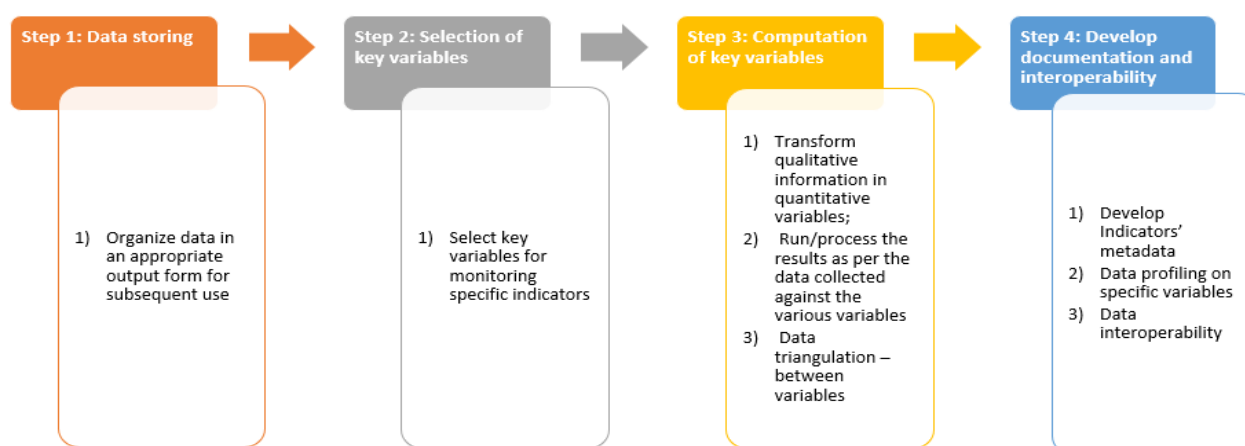 Step 1: Data storing
1) Organize data in
an appropriate
output form for
subsequent use
Step 2: Selection of
key variables
1) Select key
variables for
monitoring
specific indicators
Step 3: Computation
of key variables
1) Transform
qualitative
information in
quantitative
variables;
2) Run/process the
results as per the
data collected
against the
various variables
3) Data
triangulation –
between
variables
Step 4: Develop
documentation and
interoperability
1) Develop
Indicators’
metadata
2) Data profiling on
specific variables
3) Data
interoperability